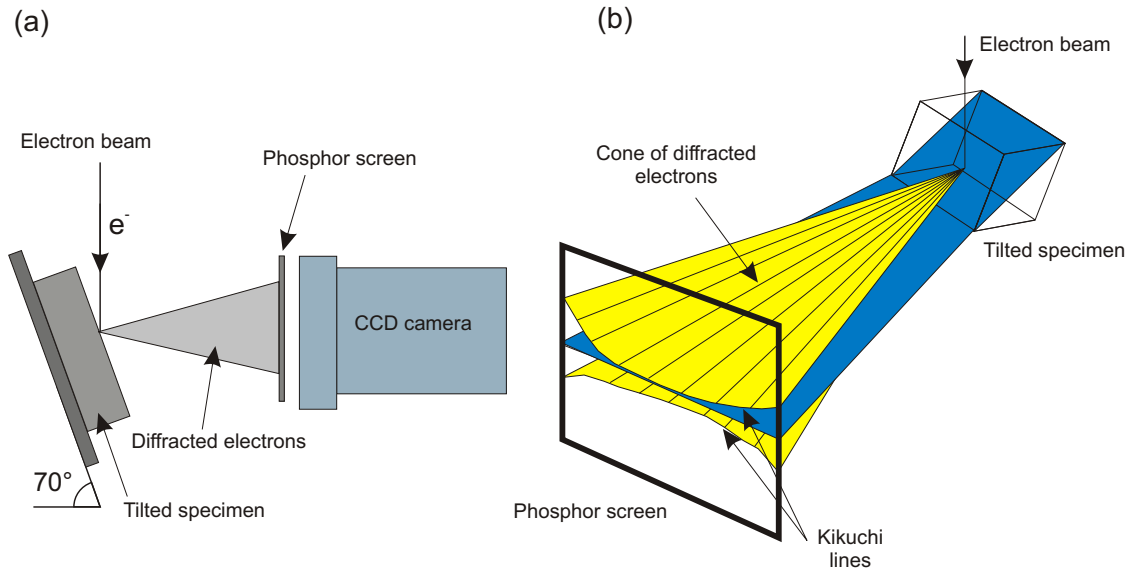 (a)
Electron beam
e-
Phosphor screen
CCD camera
Diffracted electrons
70°
Tilted specimen
(b)
Electron beam
Cone of diffracted
electrons
Tilted specimen
Phosphor screen
Kikuchi
lines